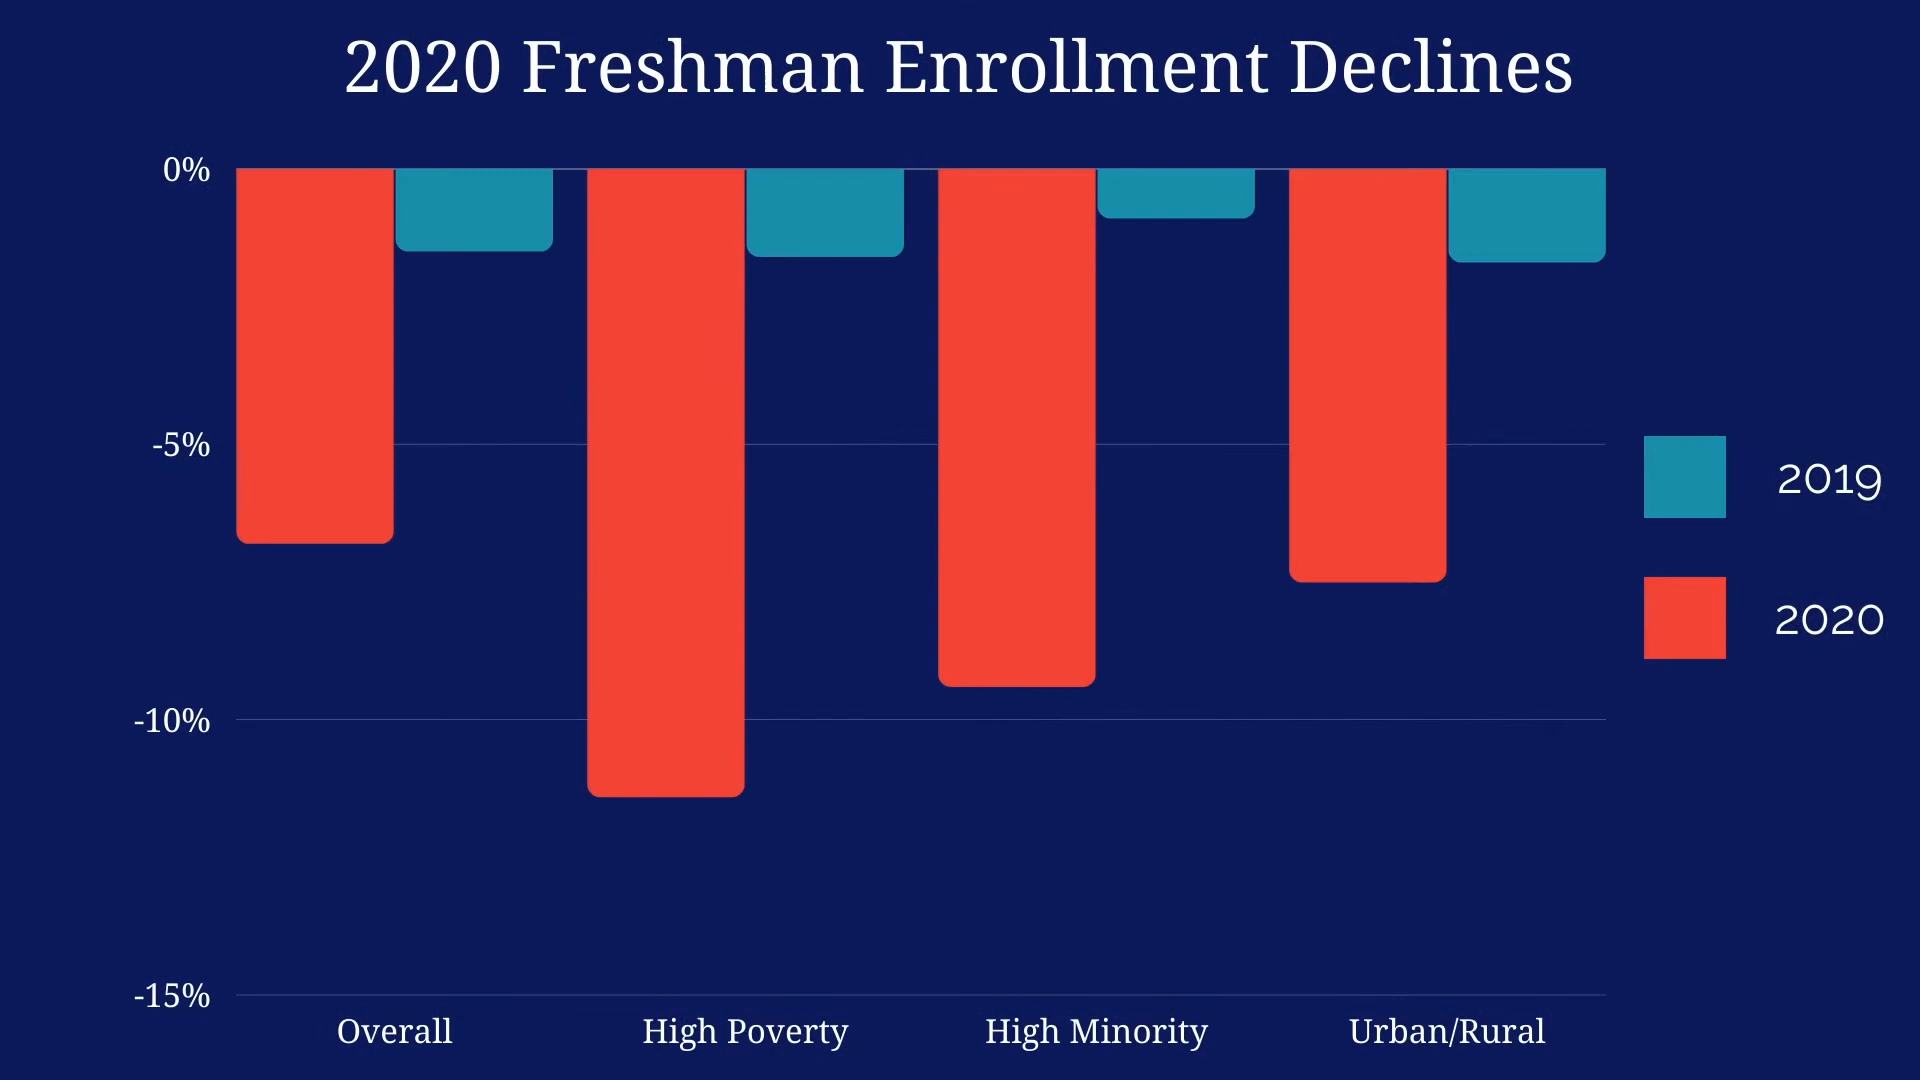 2020 Freshman Enrollment Declines
0%
-5%
-10%
-15%
Overall
High Poverty
High Minority
Urban/Rural
2019
2020